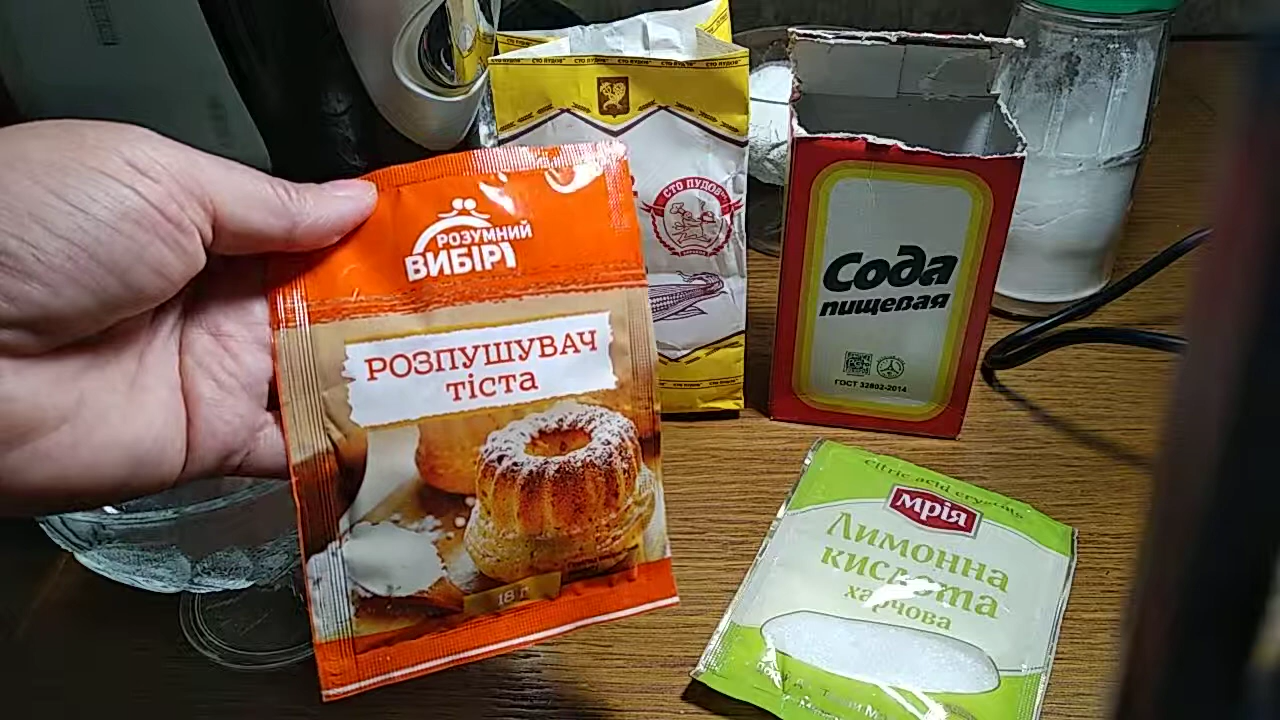 РОЗУМНИЙ
ВИБІР
РОЗПУШУВАЧ
тіста
18 г
СТО ПУДОВ
Сода
пищевая
ГОСТ 32802-2014
citric acid crystals
мрія
Лимонна
кислота
харчова